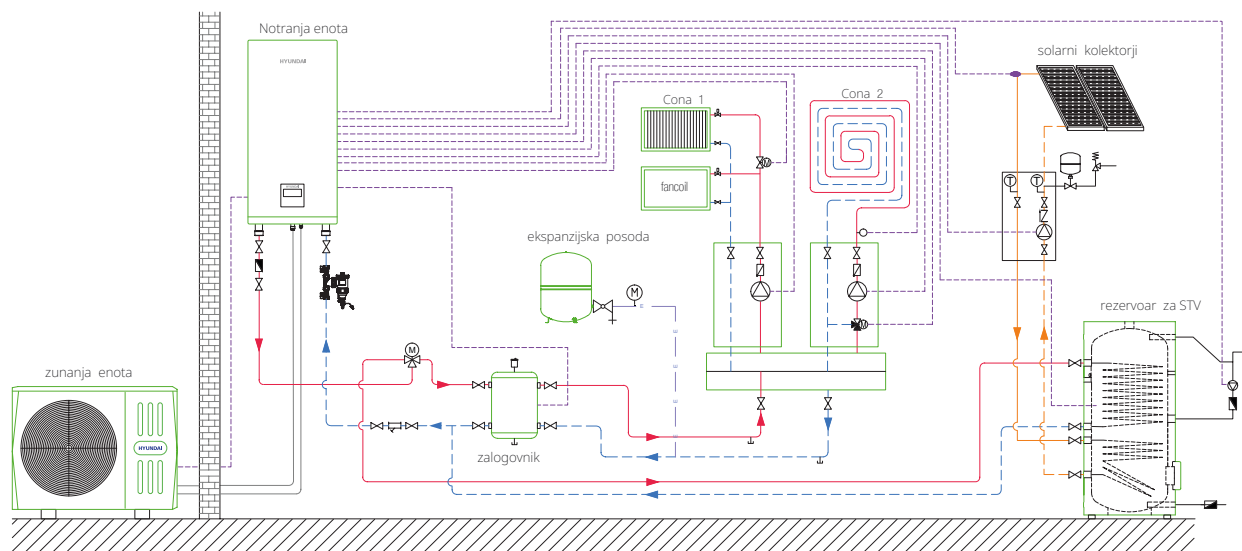 Notranja enota
HYUNDAI
solarni kolektorji
Cona 1
Cona 2
fancoil
T
T
ekspanzijska posoda
M
E
rezervoar za STV
M
M
M
zunanja enota
E
E
E
E
HYUNDAI
zalogovnik